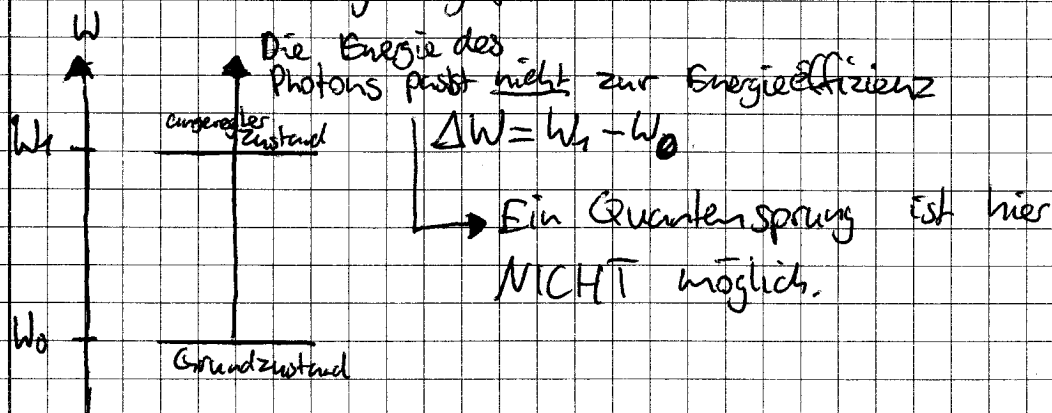 W
Die Energie des
Photons passt nicht zur Energieeffizienz
W₁
angeregter
Zustand
ΔW = W₁ - W₀
Ein Quantensprung ist hier
NICHT möglich.
W₀
Grundzustand